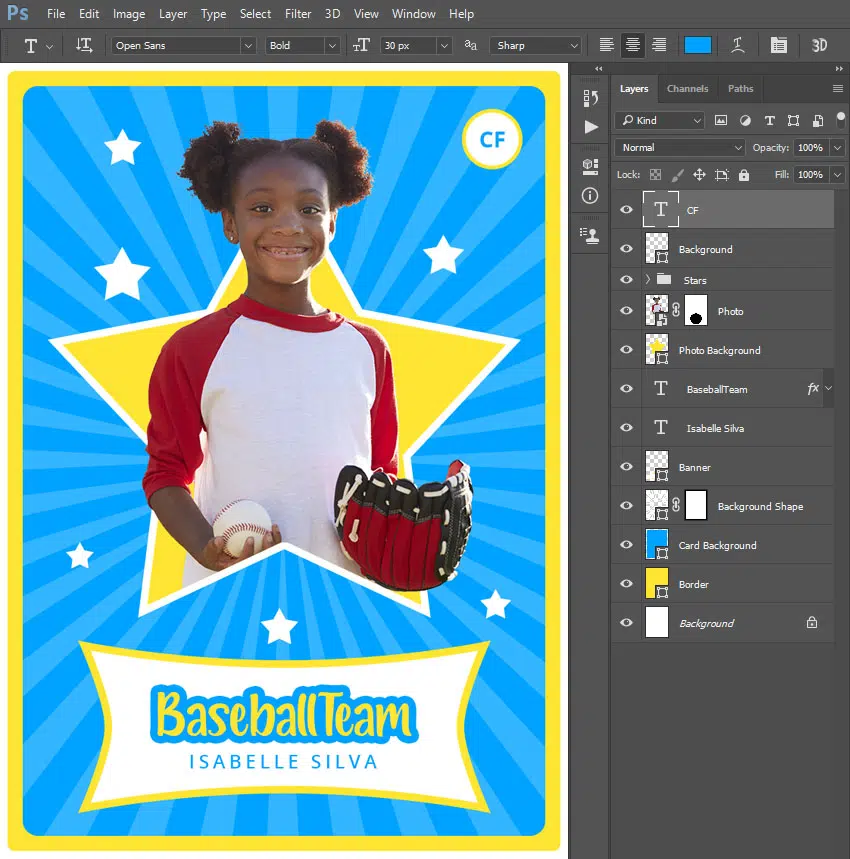 Ps File Edit Image Layer Type Select Filter 3D View Window Help
T Open Sans Bold 30 px aa Sharp 3D
Layers Channels Paths
Kind
Normal Opacity: 100%
Lock: Fill: 100%
CF
T CF
Background
Stars
Photo
Photo Background
T BaseballTeam fx
T Isabelle Silva
Banner
Background Shape
Card Background
Border
Background
BaseballTeam
ISABELLE SILVA